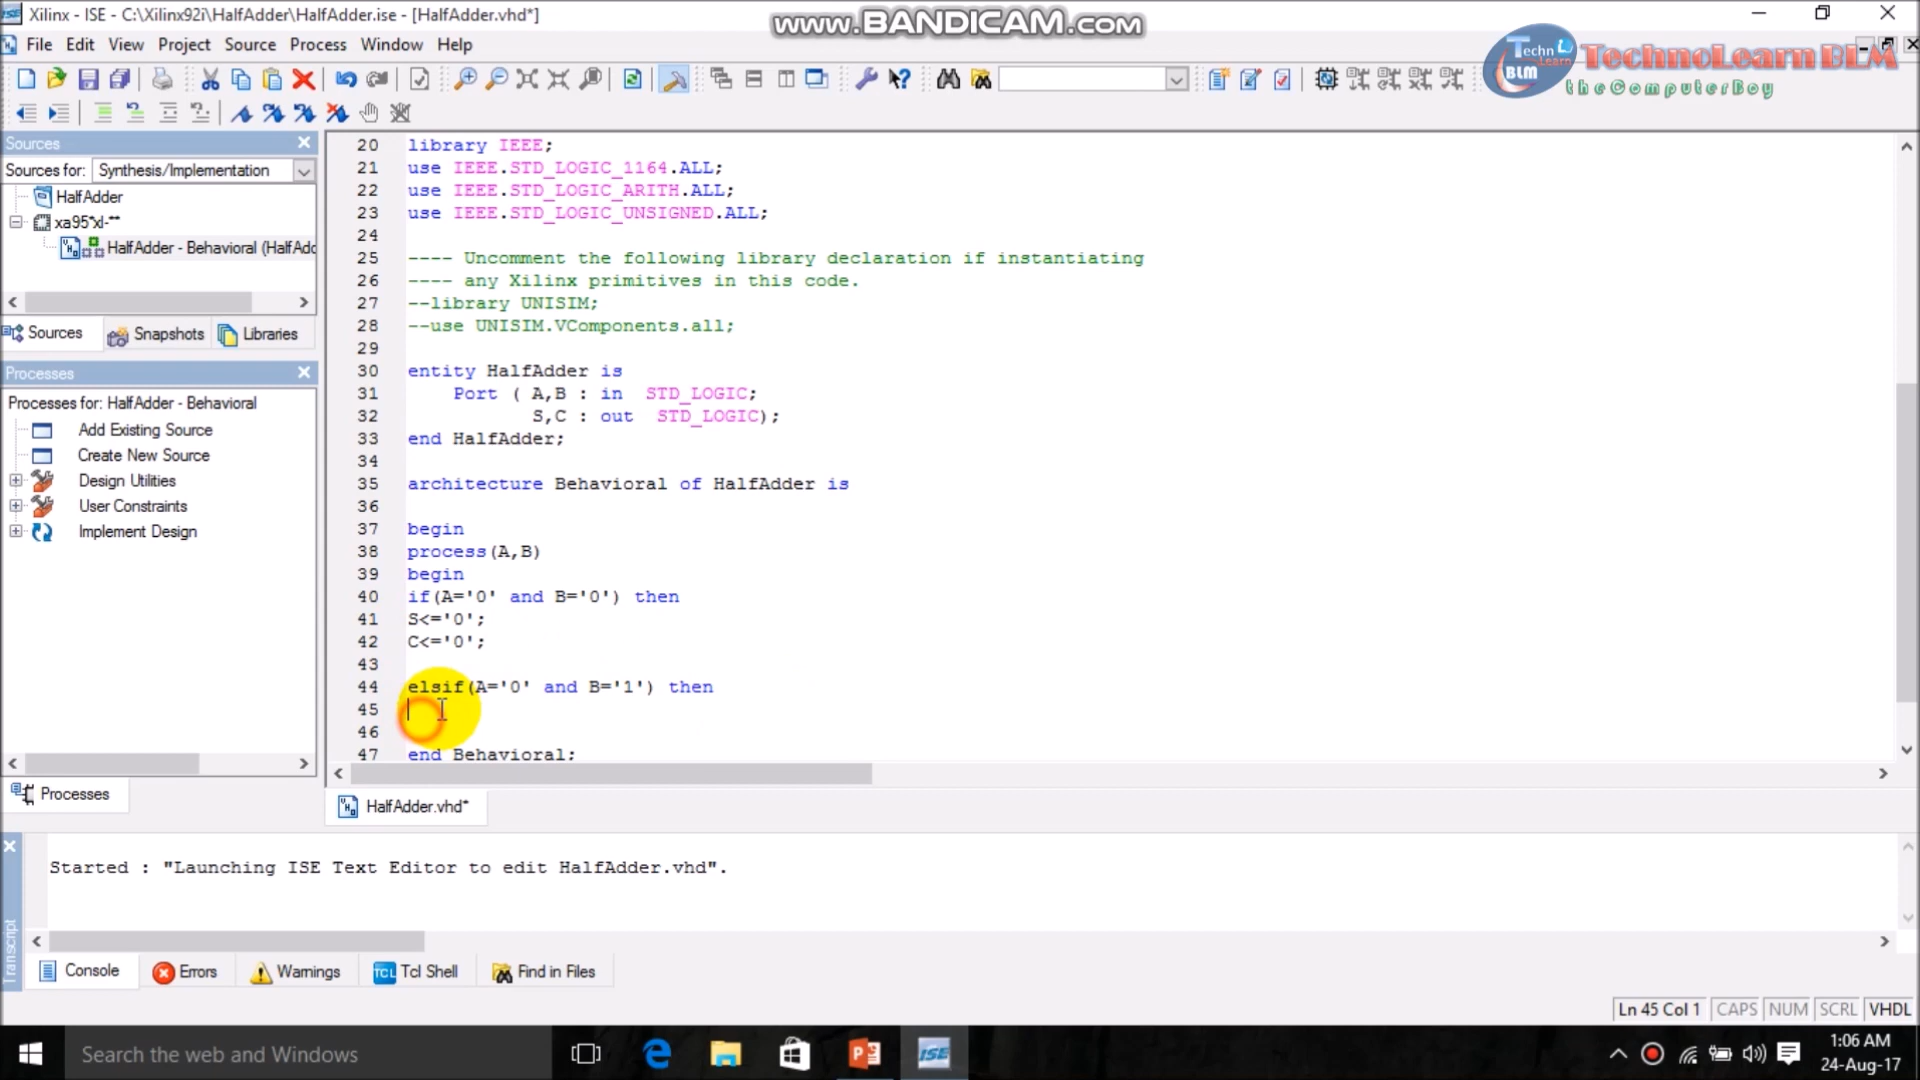 Xilinx - ISE - C:\Xilinx92i\HalfAdder\HalfAdder.ise - [HalfAdder.vhd*]
www.BANDICAM.com
File Edit View Project Source Process Window Help
Techn
Learn
BLM
TechnoLearn BLM
theComputerBoy
Sources
Sources for: Synthesis/Implementation
HalfAdder
xa95*xl-**
HalfAdder - Behavioral (HalfAdd
Sources Snapshots Libraries
Processes
Processes for: HalfAdder - Behavioral
Add Existing Source
Create New Source
Design Utilities
User Constraints
Implement Design
Processes
20 library IEEE;
21 use IEEE.STD_LOGIC_1164.ALL;
22 use IEEE.STD_LOGIC_ARITH.ALL;
23 use IEEE.STD_LOGIC_UNSIGNED.ALL;
24
25 ---- Uncomment the following library declaration if instantiating
26 ---- any Xilinx primitives in this code.
27 --library UNISIM;
28 --use UNISIM.VComponents.all;
29
30 entity HalfAdder is
31 Port ( A,B : in STD_LOGIC;
32 S,C : out STD_LOGIC);
33 end HalfAdder;
34
35 architecture Behavioral of HalfAdder is
36
37 begin
38 process(A,B)
39 begin
40 if(A='0' and B='0') then
41 S<='0';
42 C<='0';
43
44 elsif(A='0' and B='1') then
45
46
47 end Behavioral;
HalfAdder.vhd*
Started : "Launching ISE Text Editor to edit HalfAdder.vhd".
Transcript
Console Errors Warnings TCL Tcl Shell Find in Files
Ln 45 Col 1 CAPS NUM SCRL VHDL
Search the web and Windows
ISE
1:06 AM
24-Aug-17